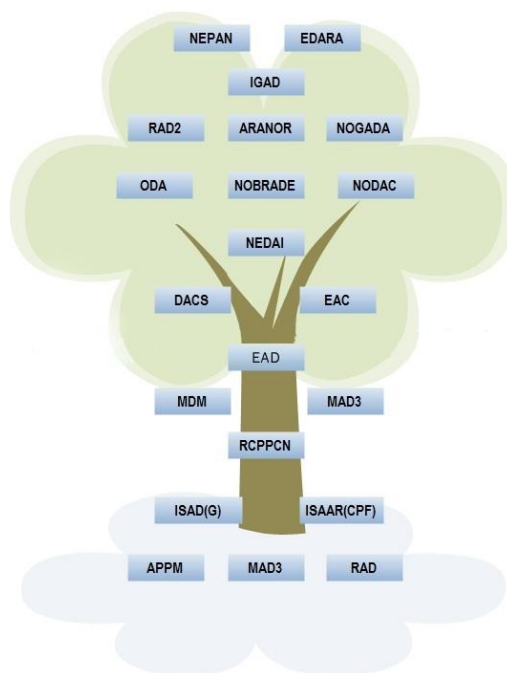 NEPAN
EDARA
IGAD
RAD2
ARANOR
NOGADA
ODA
NOBRADE
NODAC
NEDAI
DACS
EAC
EAD
MDM
MAD3
RCPPCN
ISAD(G)
ISAAR(CPF)
APPM
MAD3
RAD